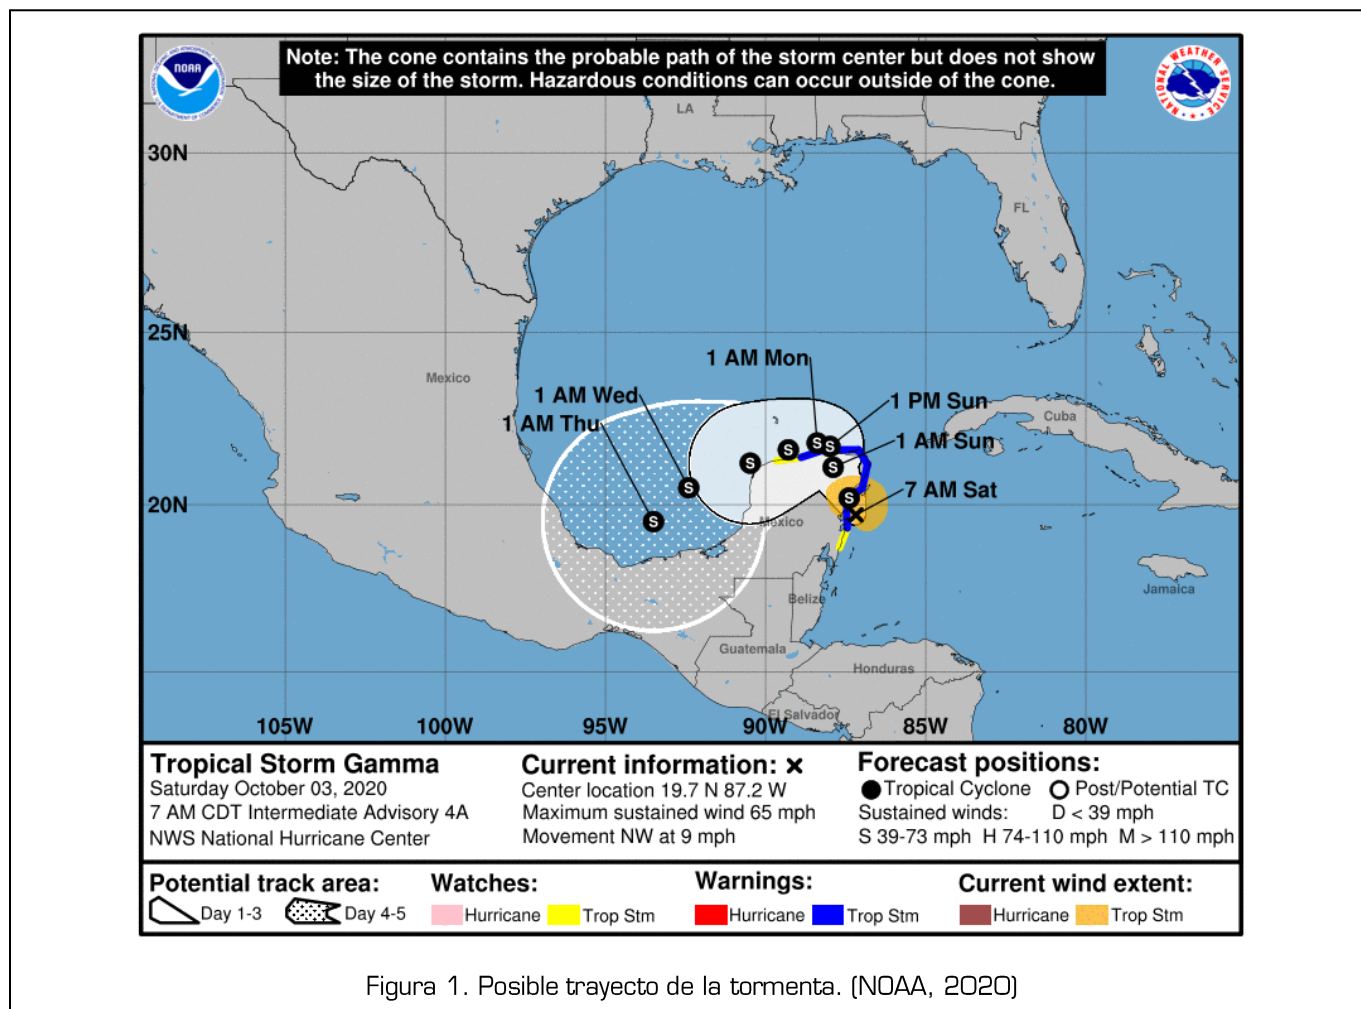 Note: The cone contains the probable path of the storm center but does not show
the size of the storm. Hazardous conditions can occur outside of the cone.
NOAA
NATIONAL WEATHER SERVICE
LA
30N
FL
25N
Mexico
1 AM Mon
1 AM Wed
1 PM Sun
1 AM Thu
Cuba
1 AM Sun
S
S
S
S
S
S
7 AM Sat
S
S
20N
Mexico
Jamaica
Belize
Guatemala
Honduras
El Salvador
105W
100W
95W
90W
85W
80W
Tropical Storm Gamma
Saturday October 03, 2020
7 AM CDT Intermediate Advisory 4A
NWS National Hurricane Center
Current information: x
Center location 19.7 N 87.2 W
Maximum sustained wind 65 mph
Movement NW at 9 mph
Forecast positions:
Tropical Cyclone Post/Potential TC
Sustained winds: D < 39 mph
S 39-73 mph H 74-110 mph M > 110 mph
Potential track area:
Day 1-3 Day 4-5
Watches:
Hurricane Trop Stm
Warnings:
Hurricane Trop Stm
Current wind extent:
Hurricane Trop Stm
Figura 1. Posible trayecto de la tormenta. (NOAA, 2020)